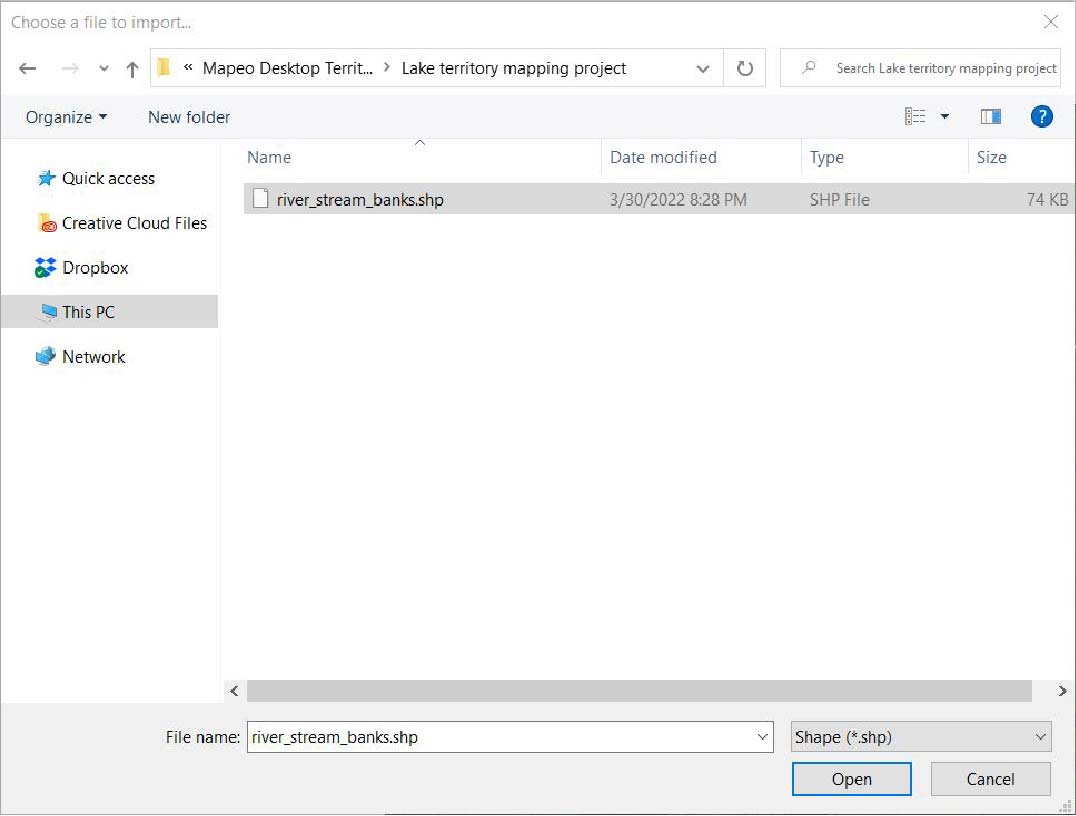 Choose a file to import...
« Mapeo Desktop Territ... > Lake territory mapping project
Search Lake territory mapping project
Organize
New folder
?
Name
Date modified
Type
Size
Quick access
Creative Cloud Files
Dropbox
This PC
Network
river_stream_banks.shp
3/30/2022 8:28 PM
SHP File
74 KB
File name:
river_stream_banks.shp
Shape (*.shp)
Open
Cancel